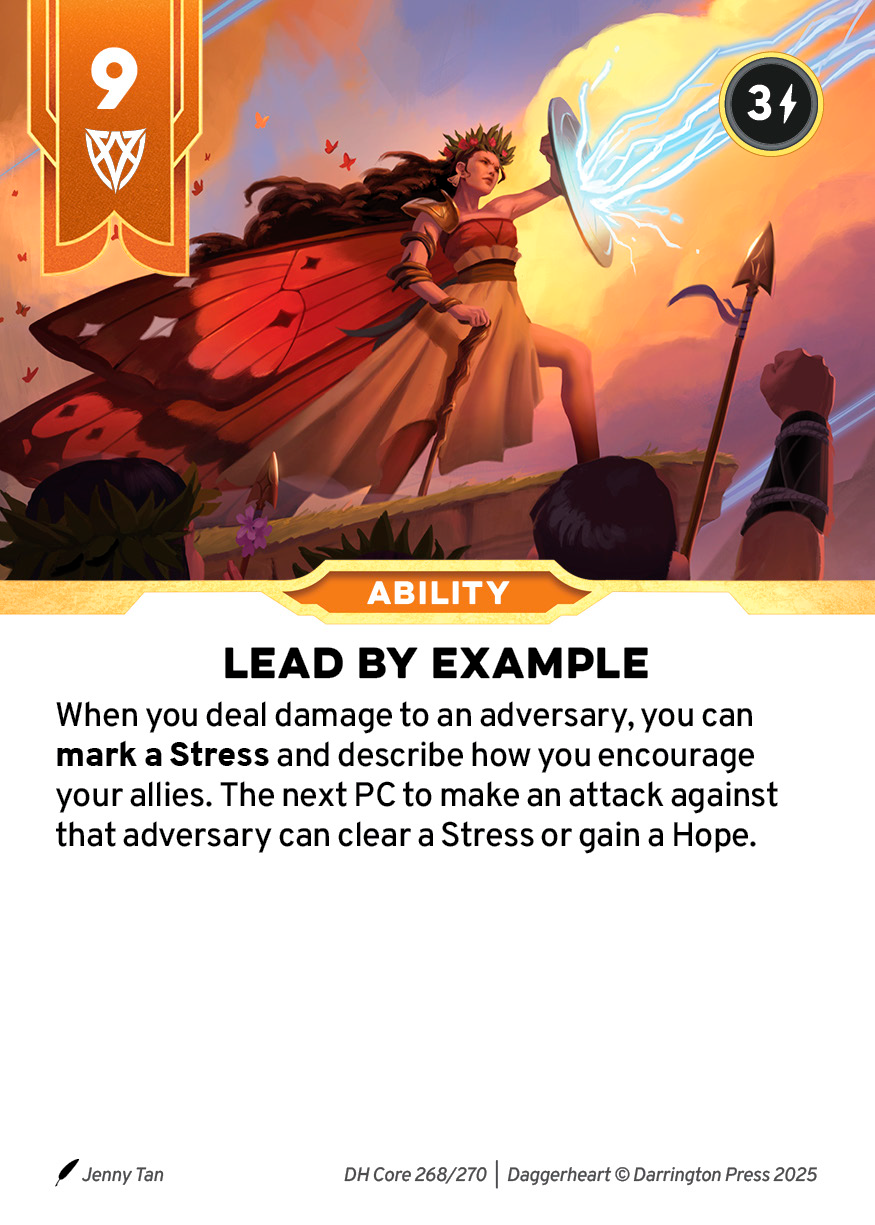 9
3
ABILITY
LEAD BY EXAMPLE
When you deal damage to an adversary, you can
mark a Stress and describe how you encourage
your allies. The next PC to make an attack against
that adversary can clear a Stress or gain a Hope.
Jenny Tan
DH Core 268/270 | Daggerheart © Darrington Press 2025